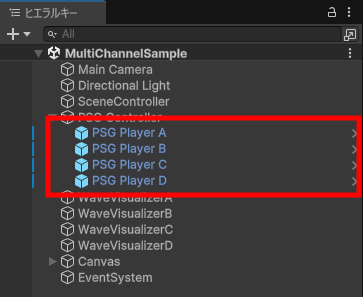 ヒエラルキー
All
MultiChannelSample
Main Camera
Directional Light
SceneController
PSG Controller
PSG Player A
PSG Player B
PSG Player C
PSG Player D
WaveVisualizerA
WaveVisualizerB
WaveVisualizerC
WaveVisualizerD
Canvas
EventSystem